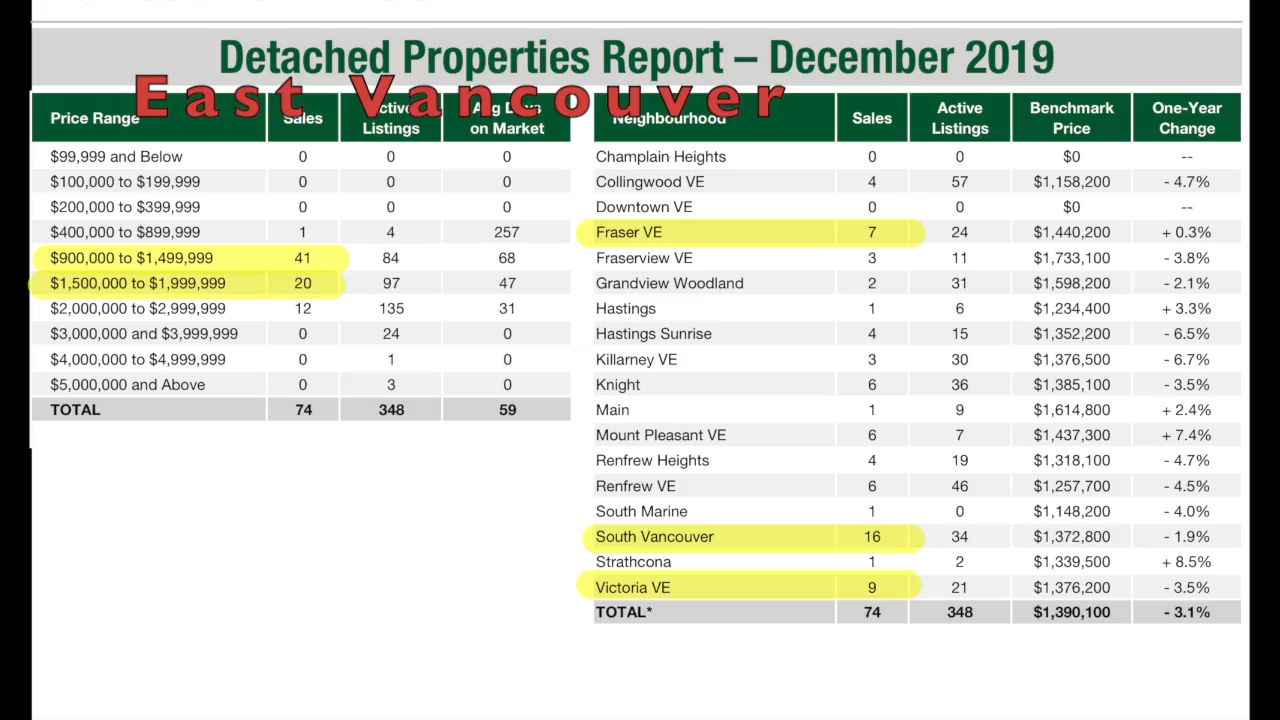 Detached Properties Report – December 2019
East Vancouver
Price Range Sales Active Listings Avg Days on Market
$99,999 and Below 0 0 0
$100,000 to $199,999 0 0 0
$200,000 to $399,999 0 0 0
$400,000 to $899,999 1 4 257
$900,000 to $1,499,999 41 84 68
$1,500,000 to $1,999,999 20 97 47
$2,000,000 to $2,999,999 12 135 31
$3,000,000 and $3,999,999 0 24 0
$4,000,000 to $4,999,999 0 1 0
$5,000,000 and Above 0 3 0
TOTAL 74 348 59
Neighbourhood Sales Active Listings Benchmark Price One-Year Change
Champlain Heights 0 0 $0 --
Collingwood VE 4 57 $1,158,200 - 4.7%
Downtown VE 0 0 $0 --
Fraser VE 7 24 $1,440,200 + 0.3%
Fraserview VE 3 11 $1,733,100 - 3.8%
Grandview Woodland 2 31 $1,598,200 - 2.1%
Hastings 1 6 $1,234,400 + 3.3%
Hastings Sunrise 4 15 $1,352,200 - 6.5%
Killarney VE 3 30 $1,376,500 - 6.7%
Knight 6 36 $1,385,100 - 3.5%
Main 1 9 $1,614,800 + 2.4%
Mount Pleasant VE 6 7 $1,437,300 + 7.4%
Renfrew Heights 4 19 $1,318,100 - 4.7%
Renfrew VE 6 46 $1,257,700 - 4.5%
South Marine 1 0 $1,148,200 - 4.0%
South Vancouver 16 34 $1,372,800 - 1.9%
Strathcona 1 2 $1,339,500 + 8.5%
Victoria VE 9 21 $1,376,200 - 3.5%
TOTAL* 74 348 $1,390,100 - 3.1%